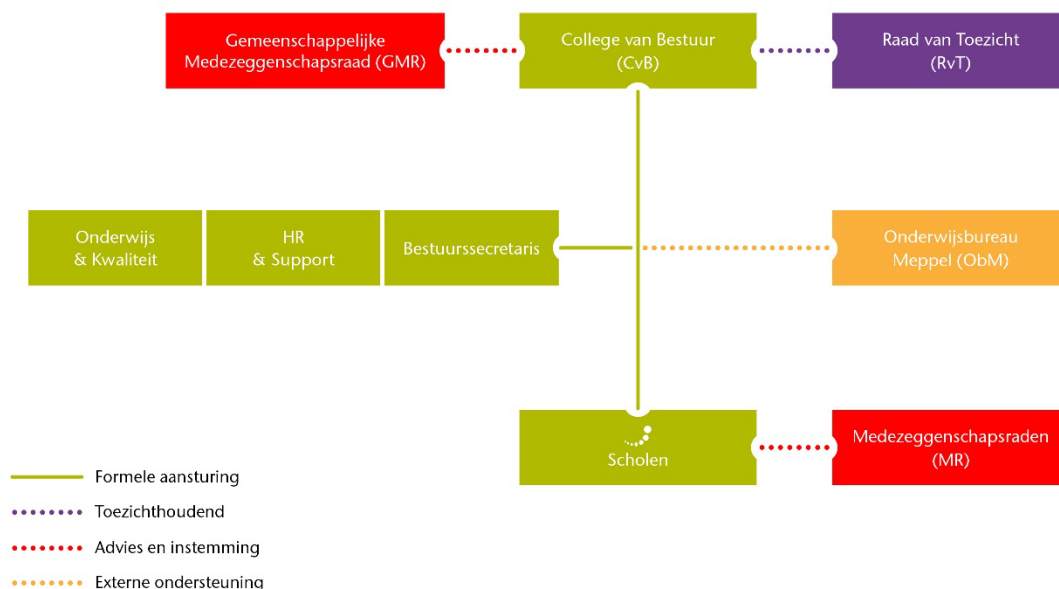 Gemeenschappelijke
Medezeggenschapsraad (GMR)
College van Bestuur
(CvB)
Raad van Toezicht
(RvT)
Onderwijs
& Kwaliteit
HR
& Support
Bestuurssecretaris
Onderwijsbureau
Meppel (ObM)
Scholen
Medezeggenschapsraden
(MR)
Formele aansturing
Toezichthoudend
Advies en instemming
Externe ondersteuning